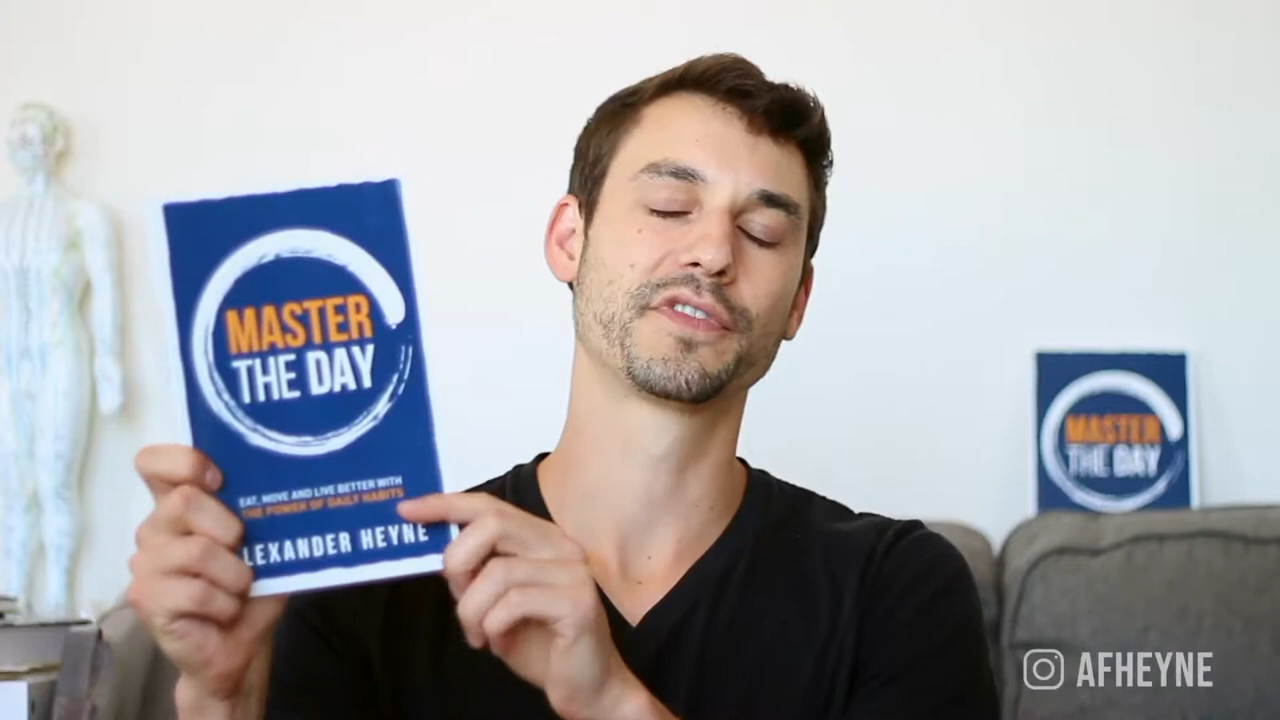 MASTER
THE DAY
EAT, MOVE AND LIVE BETTER WITH
THE POWER OF DAILY HABITS
LEXANDER HEYNE
MASTER
THE DAY
AFHEYNE